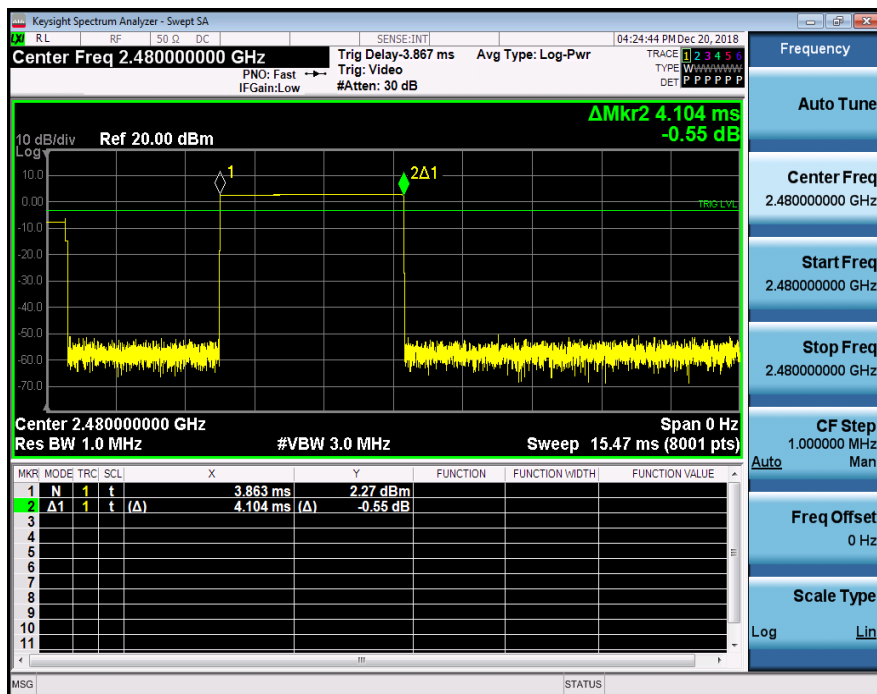 Keysight Spectrum Analyzer - Swept SA
LXI RL RF 50 Ω DC SENSE:INT 04:24:44 PM Dec 20, 2018
Center Freq 2.480000000 GHz
PNO: Fast
IFGain:Low
Trig Delay-3.867 ms
Trig: Video
#Atten: 30 dB
Avg Type: Log-Pwr
TRACE 1 2 3 4 5 6
TYPE WWWWWW
DET P P P P P P
ΔMkr2 4.104 ms
-0.55 dB
10 dB/div Ref 20.00 dBm
Log
1
2Δ1
10.0
0.00
TRIG LVL
-10.0
-20.0
-30.0
-40.0
-50.0
-60.0
-70.0
Center 2.480000000 GHz Span 0 Hz
Res BW 1.0 MHz #VBW 3.0 MHz Sweep 15.47 ms (8001 pts)
MKR MODE TRC SCL X Y FUNCTION FUNCTION WIDTH FUNCTION VALUE
1 N 1 t 3.863 ms 2.27 dBm
2 Δ1 1 t (Δ) 4.104 ms (Δ) -0.55 dB
3
4
5
6
7
8
9
10
11
MSG STATUS
Frequency
Auto Tune
Center Freq
2.480000000 GHz
Start Freq
2.480000000 GHz
Stop Freq
2.480000000 GHz
CF Step
1.000000 MHz
Auto Man
Freq Offset
0 Hz
Scale Type
Log Lin